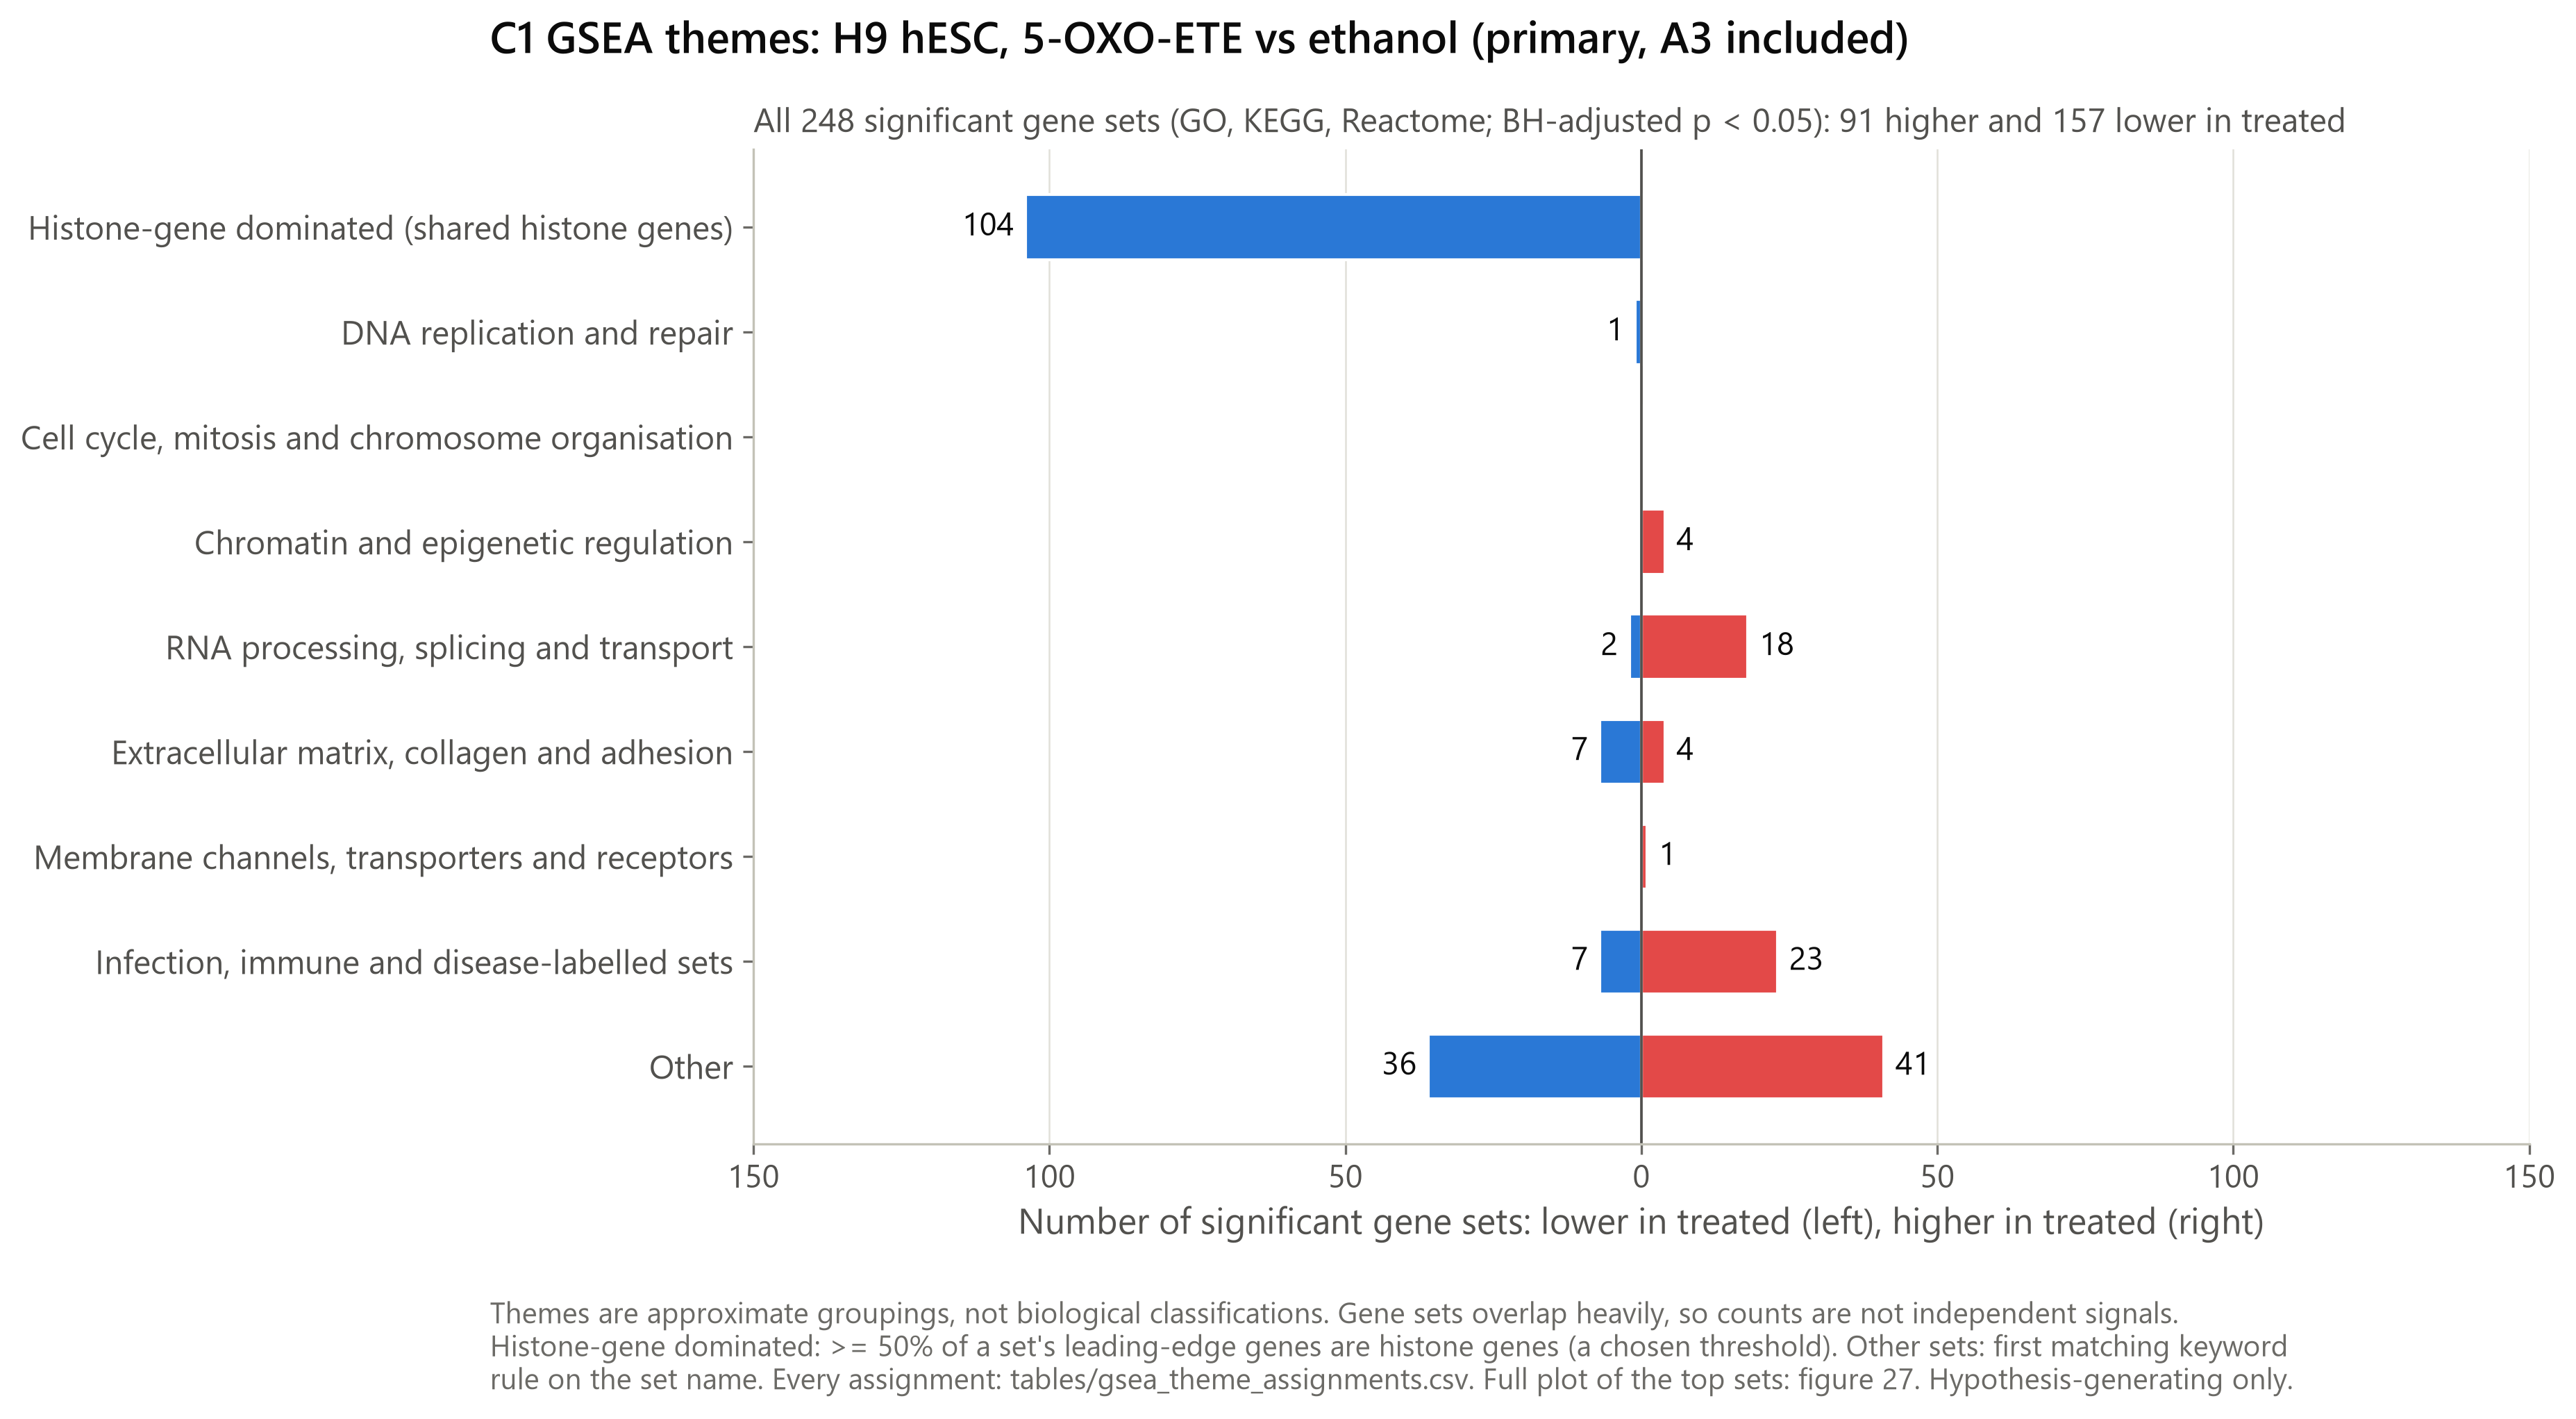 C1 GSEA themes: H9 hESC, 5-OXO-ETE vs ethanol (primary, A3 included)
All 248 significant gene sets (GO, KEGG, Reactome; BH-adjusted p < 0.05): 91 higher and 157 lower in treated
Histone-gene dominated (shared histone genes)
104
DNA replication and repair
1
Cell cycle, mitosis and chromosome organisation
Chromatin and epigenetic regulation
4
RNA processing, splicing and transport
2
18
Extracellular matrix, collagen and adhesion
7
4
Membrane channels, transporters and receptors
1
Infection, immune and disease-labelled sets
7
23
Other
36
41
150 100 50 0 50 100 150
Number of significant gene sets: lower in treated (left), higher in treated (right)
Themes are approximate groupings, not biological classifications. Gene sets overlap heavily, so counts are not independent signals.
Histone-gene dominated: >= 50% of a set's leading-edge genes are histone genes (a chosen threshold). Other sets: first matching keyword
rule on the set name. Every assignment: tables/gsea_theme_assignments.csv. Full plot of the top sets: figure 27. Hypothesis-generating only.